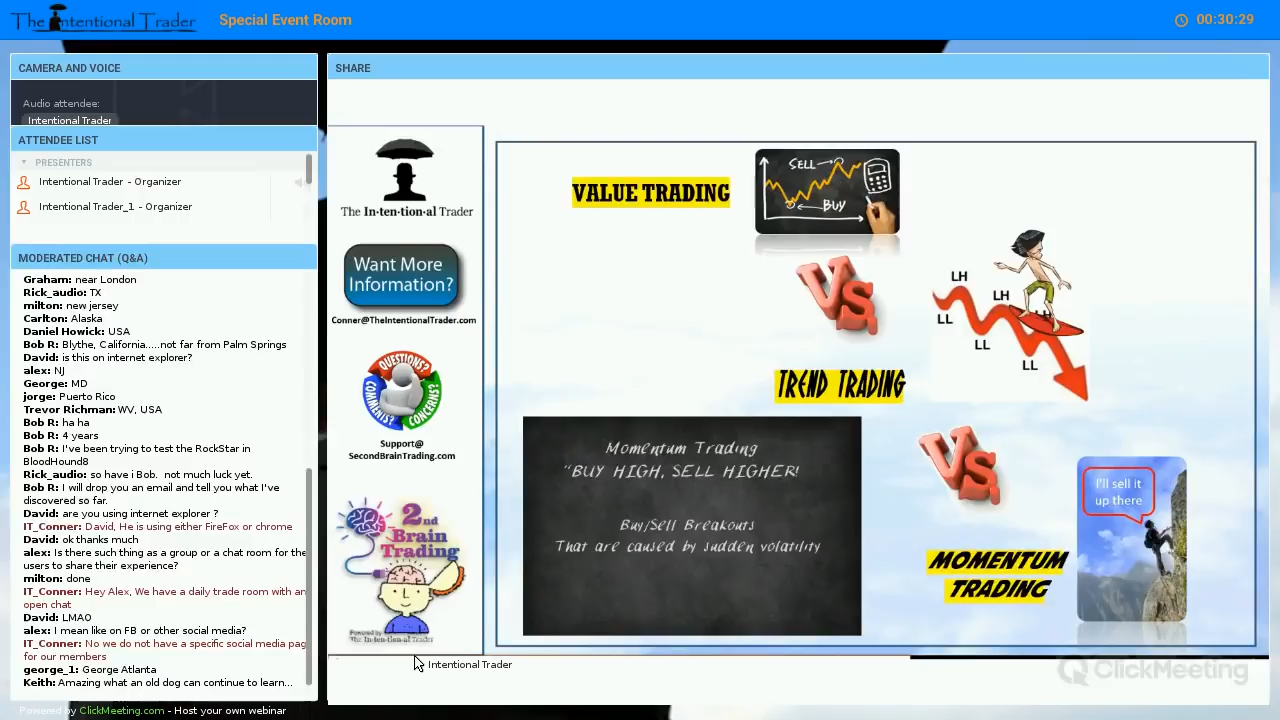 The Intentional Trader
Special Event Room
00:30:29
CAMERA AND VOICE
Audio attendee:
Intentional Trader
ATTENDEE LIST
PRESENTERS
Intentional Trader - Organizer
Intentional Trader_1 - Organizer
MODERATED CHAT (Q&A)
Graham: near London
Rick_audio: TX
milton: new jersey
Carlton: Alaska
Daniel Howick: USA
Bob R: Blythe, California.....not far from Palm Springs
David: is this on internet explorer?
alex: NJ
George: MD
jorge: Puerto Rico
Trevor Richman: WV, USA
Bob R: ha ha
Bob R: 4 years
Bob R: I've been trying to test the RockStar in
BloodHound8
Rick_audio: so have i Bob. not much luck yet.
Bob R: I will drop you an email and tell you what I've
discovered so far.
David: are you using internet explorer ?
IT_Conner: David, He is using either FireFox or chrome
David: ok thanks much
alex: Is there such thing as a group or a chat room for the
users to share their experience?
milton: done
IT_Conner: Hey Alex, We have a daily trade room with an
open chat
David: LMAO
alex: I mean like on FB or other social media?
IT_Conner: No we do not have a specific social media pag
for our members
george_1: George Atlanta
Keith: Amazing what an old dog can continue to learn...
Powered by ClickMeeting.com - Host your own webinar
SHARE
The In·ten·tion·al Trader
Want More
Information?
Conner@TheIntentionalTrader.com
QUESTIONS?
COMMENTS?
CONCERNS?
Support@
SecondBrainTrading.com
2nd
Brain
Trading
Powered by
The In·ten·tion·al Trader
VALUE TRADING
SELL
BUY
VS.
LH
LL
LH
LL
LH
LL
TREND TRADING
Momentum Trading
"BUY HIGH, SELL HIGHER!
Buy/Sell Breakouts
That are caused by sudden volatility
VS.
I'll sell it
up there
MOMENTUM
TRADING
Intentional Trader
ClickMeeting